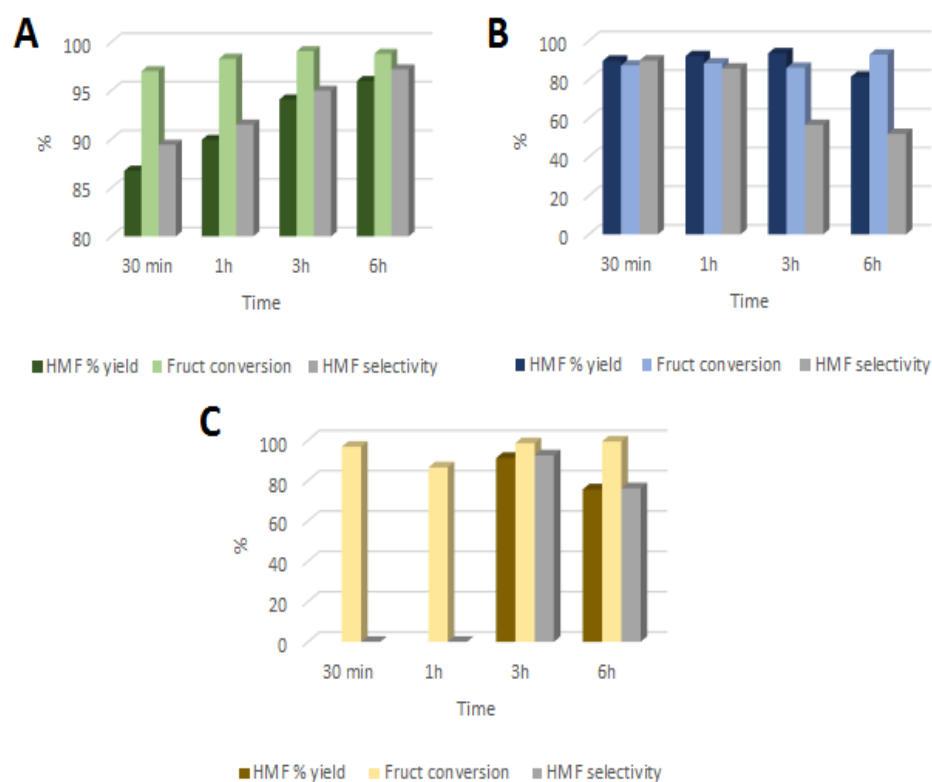 A
100
95
90
85
80
%
30 min 1h 3h 6h
Time
HMF % yield Fruct conversion HMF selectivity
B
100
80
60
40
20
0
%
30 min 1h 3h 6h
Time
HMF % yield Fruct conversion HMF selectivity
C
100
80
60
40
20
0
%
30 min 1h 3h 6h
Time
HMF % yield Fruct conversion HMF selectivity